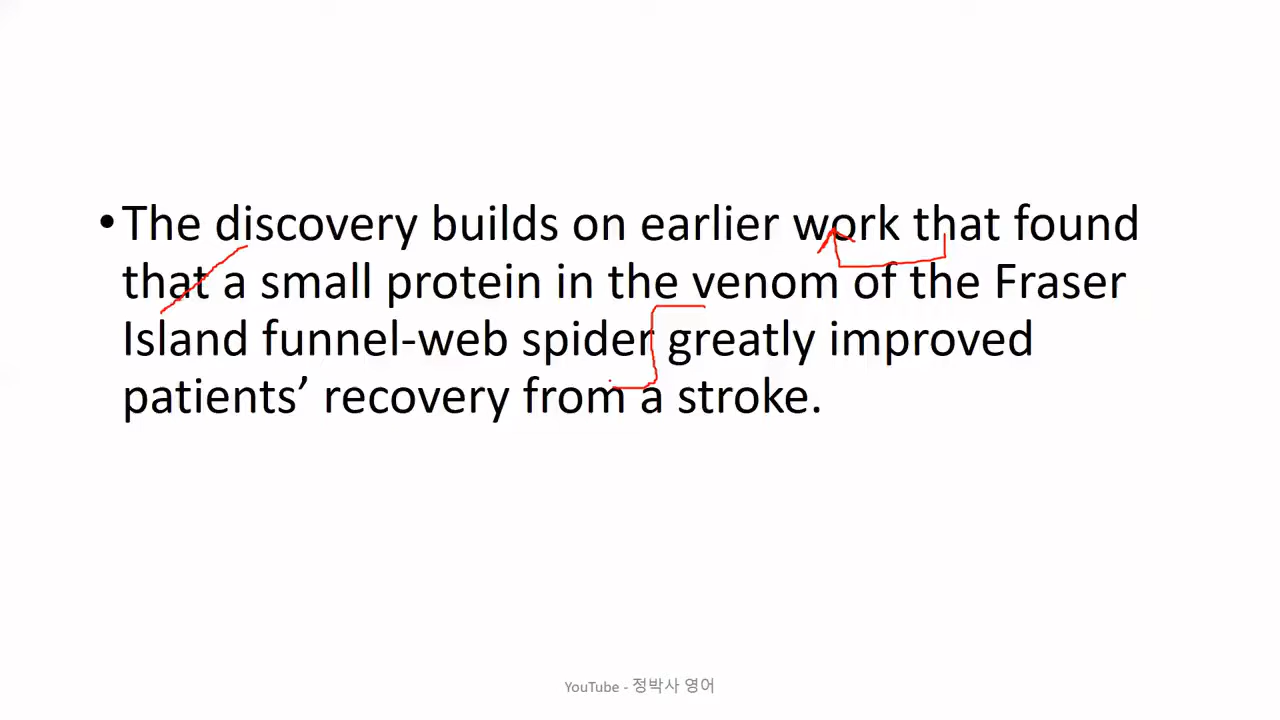 •The discovery builds on earlier work that found
that a small protein in the venom of the Fraser
Island funnel-web spider greatly improved
patients’ recovery from a stroke.
YouTube - 정박사 영어